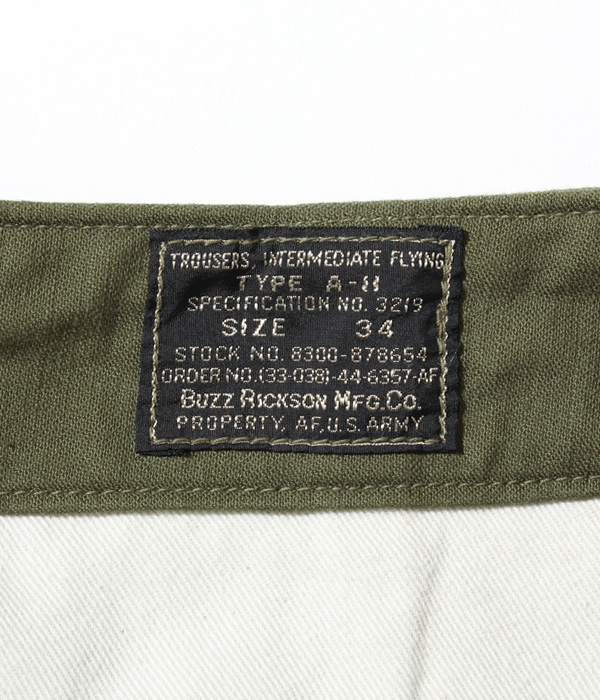 TROUSERS, INTERMEDIATE FLYING
TYPE A-11
SPECIFICATION NO. 3219
SIZE 34
STOCK NO. 8300-878654
ORDER NO. (33-038)-44-6357-AF
BUZZ RICKSON MFG. CO.
PROPERTY, AF, U.S. ARMY